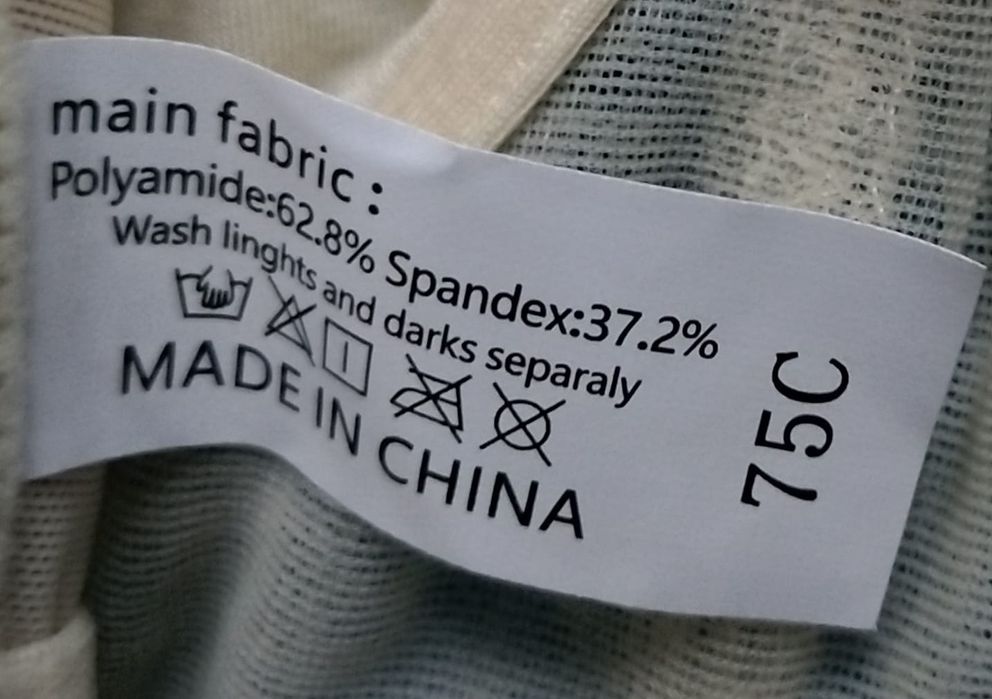 main fabric :
Polyamide:62.8% Spandex:37.2%
Wash linghts and darks separaly
MADE IN CHINA
75C